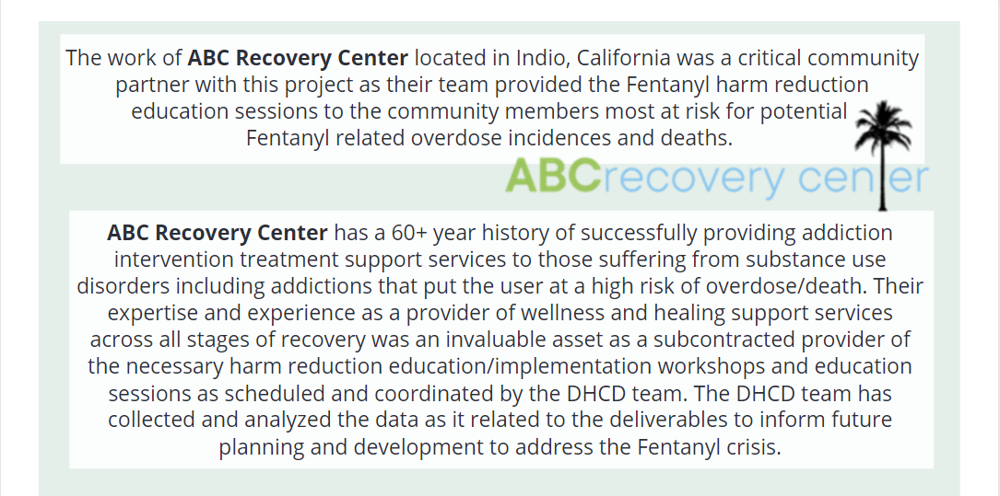 The work of ABC Recovery Center located in Indio, California was a critical community
partner with this project as their team provided the Fentanyl harm reduction
education sessions to the community members most at risk for potential
Fentanyl related overdose incidences and deaths.
ABCrecovery center
ABC Recovery Center has a 60+ year history of successfully providing addiction
intervention treatment support services to those suffering from substance use
disorders including addictions that put the user at a high risk of overdose/death. Their
expertise and experience as a provider of wellness and healing support services
across all stages of recovery was an invaluable asset as a subcontracted provider of
the necessary harm reduction education/implementation workshops and education
sessions as scheduled and coordinated by the DHCD team. The DHCD team has
collected and analyzed the data as it related to the deliverables to inform future
planning and development to address the Fentanyl crisis.